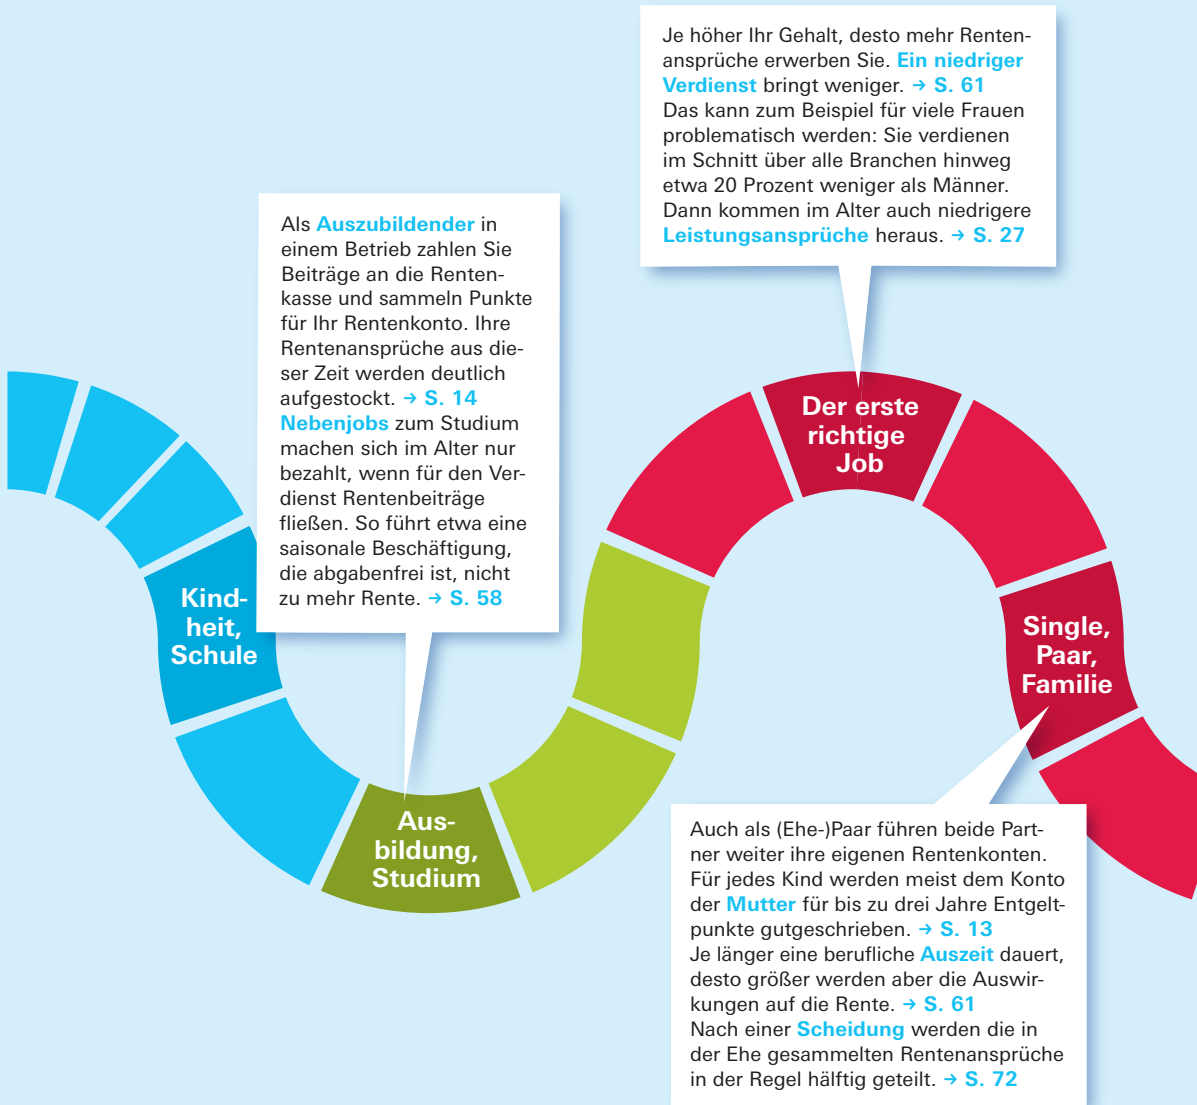 Je höher Ihr Gehalt, desto mehr Renten-
ansprüche erwerben Sie. Ein niedriger
Verdienst bringt weniger. → S. 61
Das kann zum Beispiel für viele Frauen
problematisch werden: Sie verdienen
im Schnitt über alle Branchen hinweg
etwa 20 Prozent weniger als Männer.
Dann kommen im Alter auch niedrigere
Leistungsansprüche heraus. → S. 27
Als Auszubildender in
einem Betrieb zahlen Sie
Beiträge an die Renten-
kasse und sammeln Punkte
für Ihr Rentenkonto. Ihre
Rentenansprüche aus die-
ser Zeit werden deutlich
aufgestockt. → S. 14
Nebenjobs zum Studium
machen sich im Alter nur
bezahlt, wenn für den Ver-
dienst Rentenbeiträge
fließen. So führt etwa eine
saisonale Beschäftigung,
die abgabenfrei ist, nicht
zu mehr Rente. → S. 58
Der erste
richtige
Job
Kind-
heit,
Schule
Single,
Paar,
Familie
Aus-
bildung,
Studium
Auch als (Ehe-)Paar führen beide Part-
ner weiter ihre eigenen Rentenkonten.
Für jedes Kind werden meist dem Konto
der Mutter für bis zu drei Jahre Entgelt-
punkte gutgeschrieben. → S. 13
Je länger eine berufliche Auszeit dauert,
desto größer werden aber die Auswir-
kungen auf die Rente. → S. 61
Nach einer Scheidung werden die in
der Ehe gesammelten Rentenansprüche
in der Regel hälftig geteilt. → S. 72